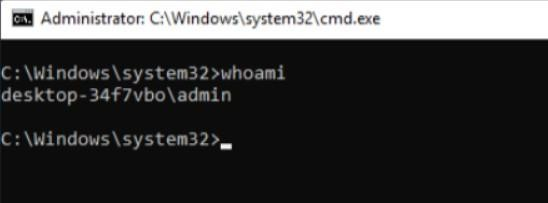 Administrator: C:\Windows\system32\cmd.exe
C:\Windows\system32>whoami
desktop-34f7vbo\admin
C:\Windows\system32>